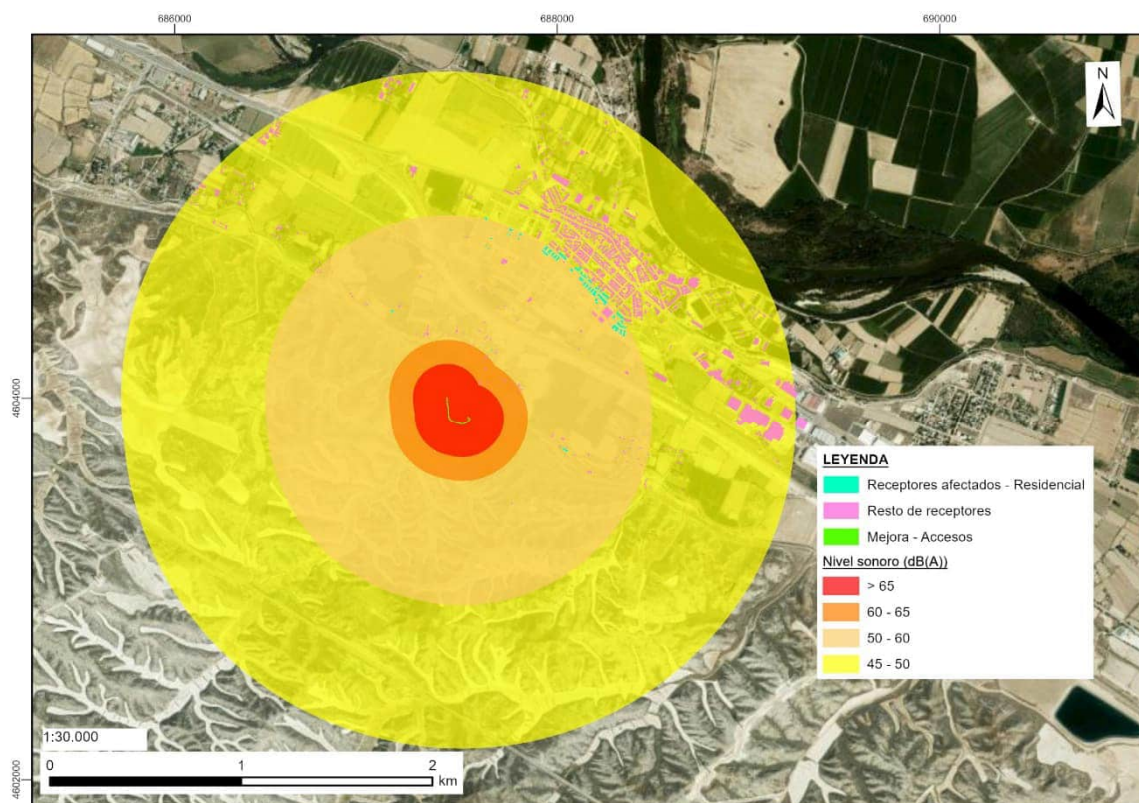 686000
688000
690000
N
4604000
LEYENDA
Receptores afectados - Residencial
Resto de receptores
Mejora - Accesos
Nivel sonoro (dB(A))
> 65
60 - 65
50 - 60
45 - 50
1:30.000
0 1 2
km
4602000